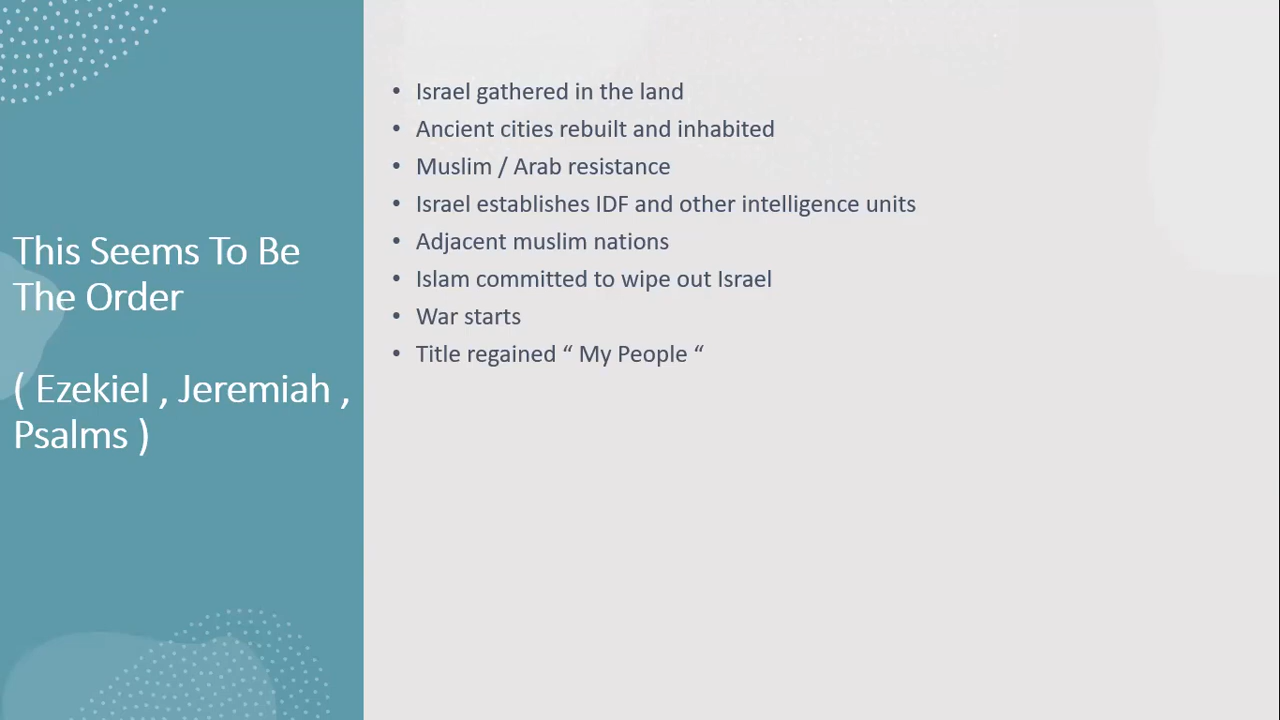 This Seems To Be
The Order
( Ezekiel , Jeremiah ,
Psalms )
• Israel gathered in the land
• Ancient cities rebuilt and inhabited
• Muslim / Arab resistance
• Israel establishes IDF and other intelligence units
• Adjacent muslim nations
• Islam committed to wipe out Israel
• War starts
• Title regained “ My People “